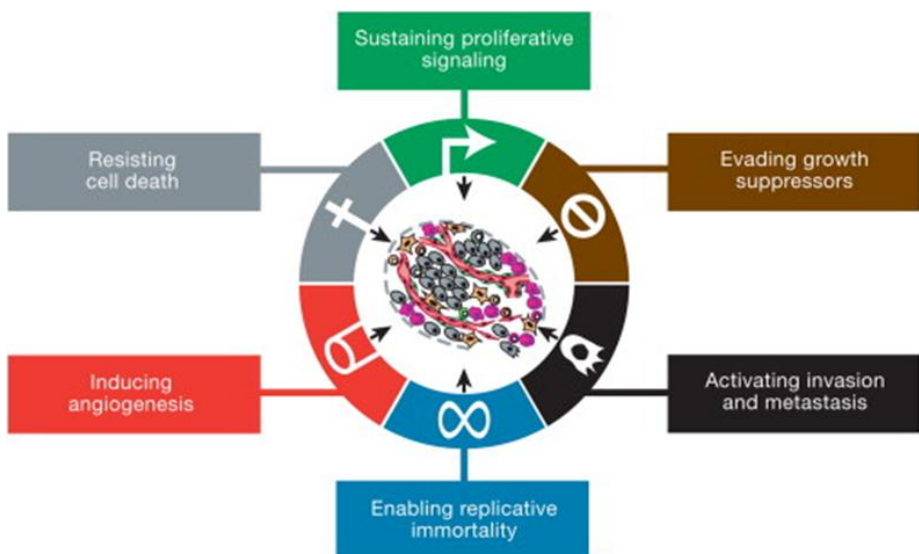 Sustaining proliferative
signaling
Resisting
cell death
Evading growth
suppressors
Inducing
angiogenesis
Activating invasion
and metastasis
Enabling replicative
immortality